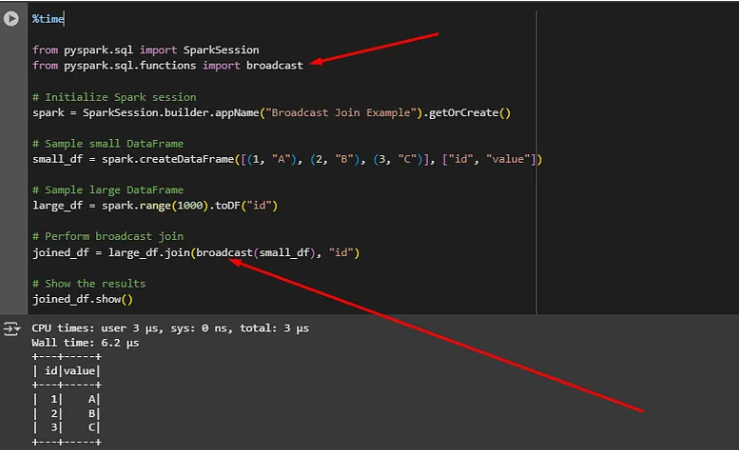 %time
from pyspark.sql import SparkSession
from pyspark.sql.functions import broadcast
# Initialize Spark session
spark = SparkSession.builder.appName("Broadcast Join Example").getOrCreate()
# Sample small DataFrame
small_df = spark.createDataFrame([(1, "A"), (2, "B"), (3, "C")], ["id", "value"])
# Sample large DataFrame
large_df = spark.range(1000).toDF("id")
# Perform broadcast join
joined_df = large_df.join(broadcast(small_df), "id")
# Show the results
joined_df.show()
CPU times: user 3 µs, sys: 0 ns, total: 3 µs
Wall time: 6.2 µs
+---+-----+
| id|value|
+---+-----+
|  1|    A|
|  2|    B|
|  3|    C|
+---+-----+